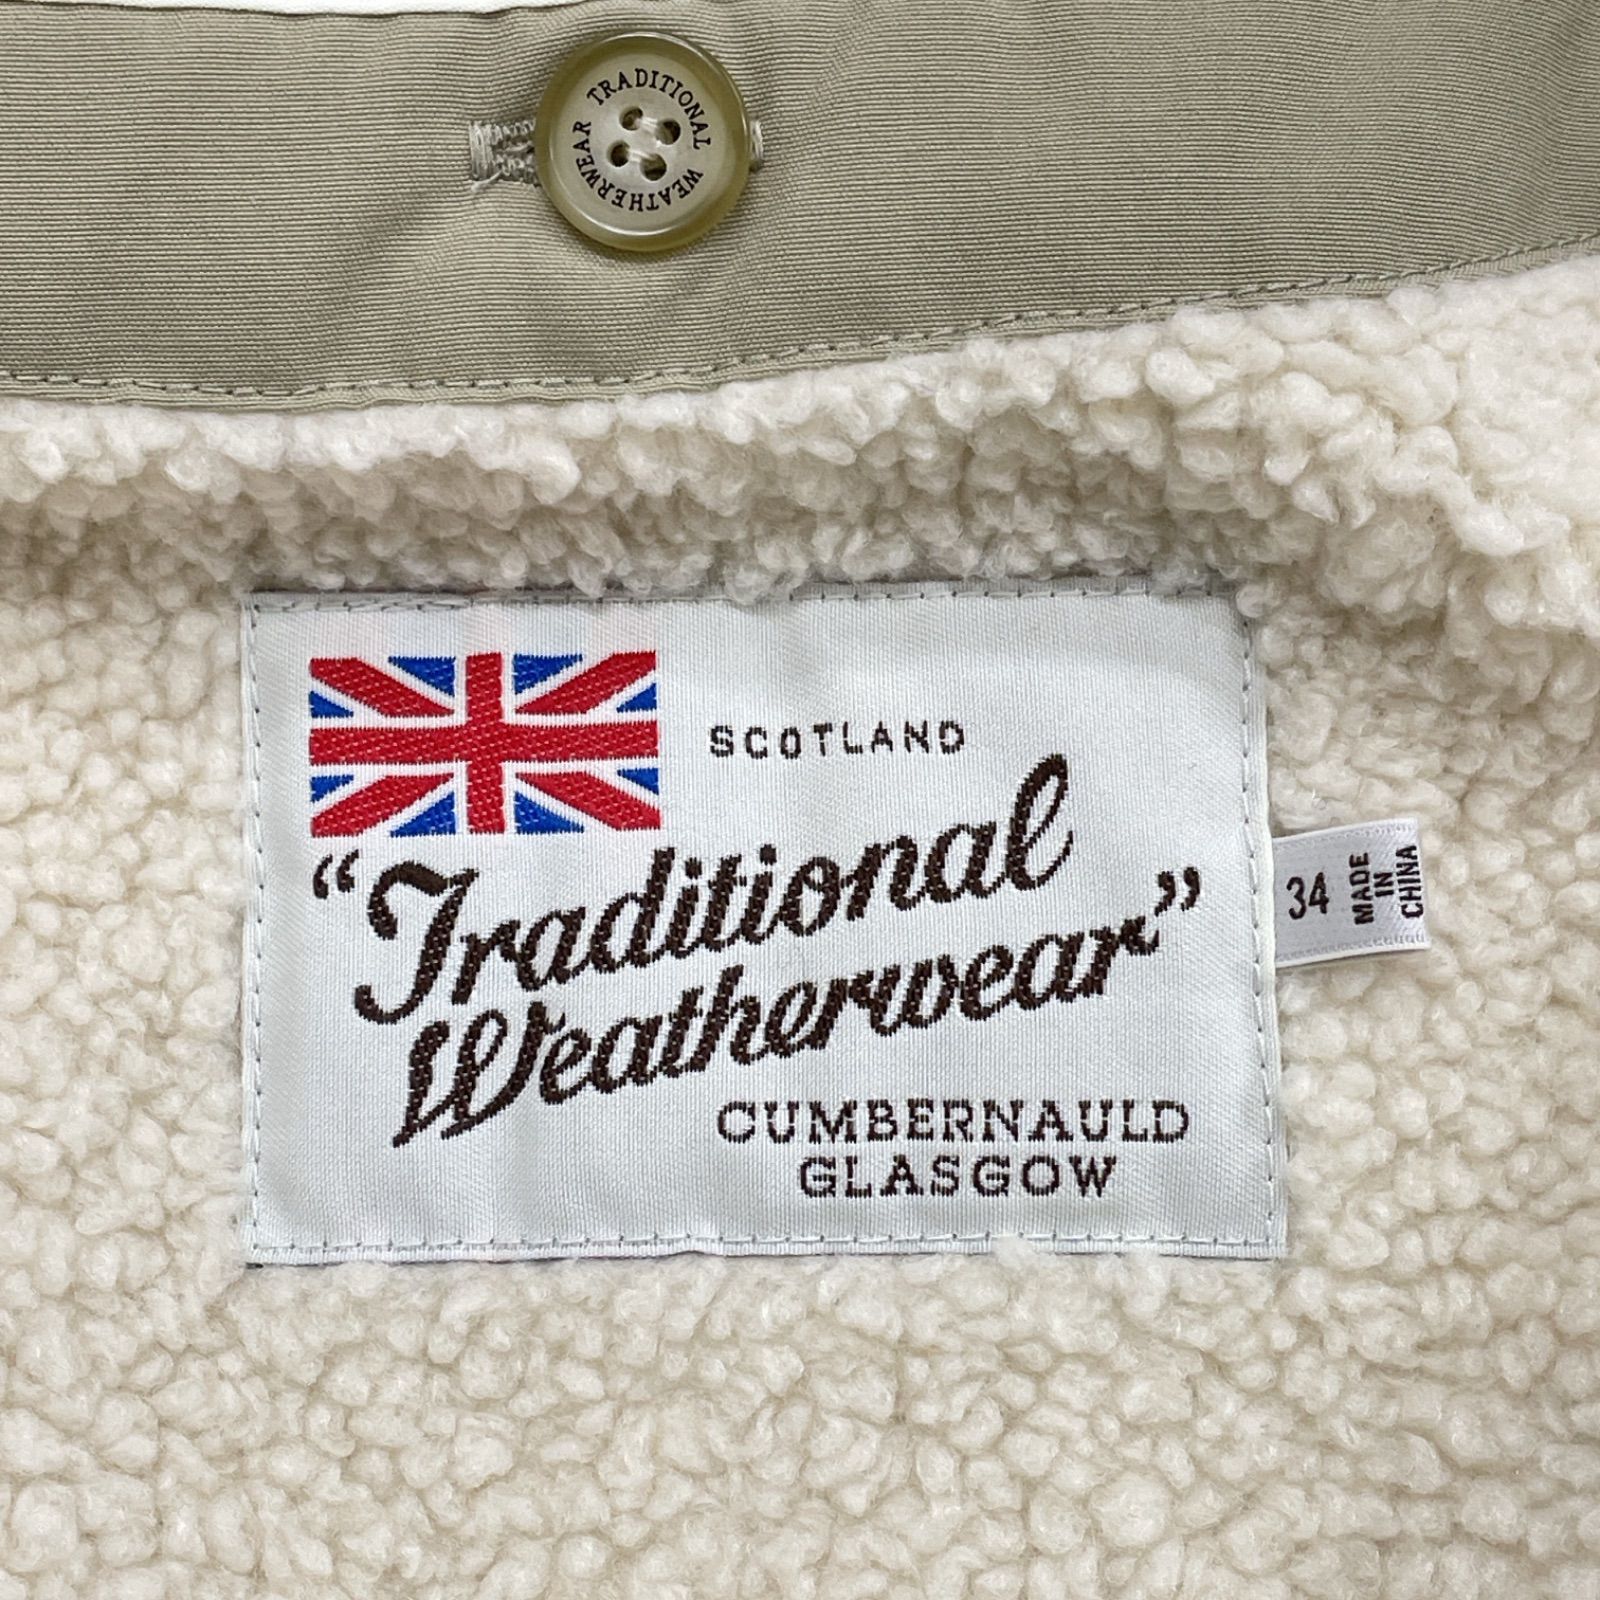 TRADITIONAL WEATHERWEAR
SCOTLAND
“Traditional
Weatherwear”
CUMBERNAULD
GLASGOW
34
MADE
IN
CHINA